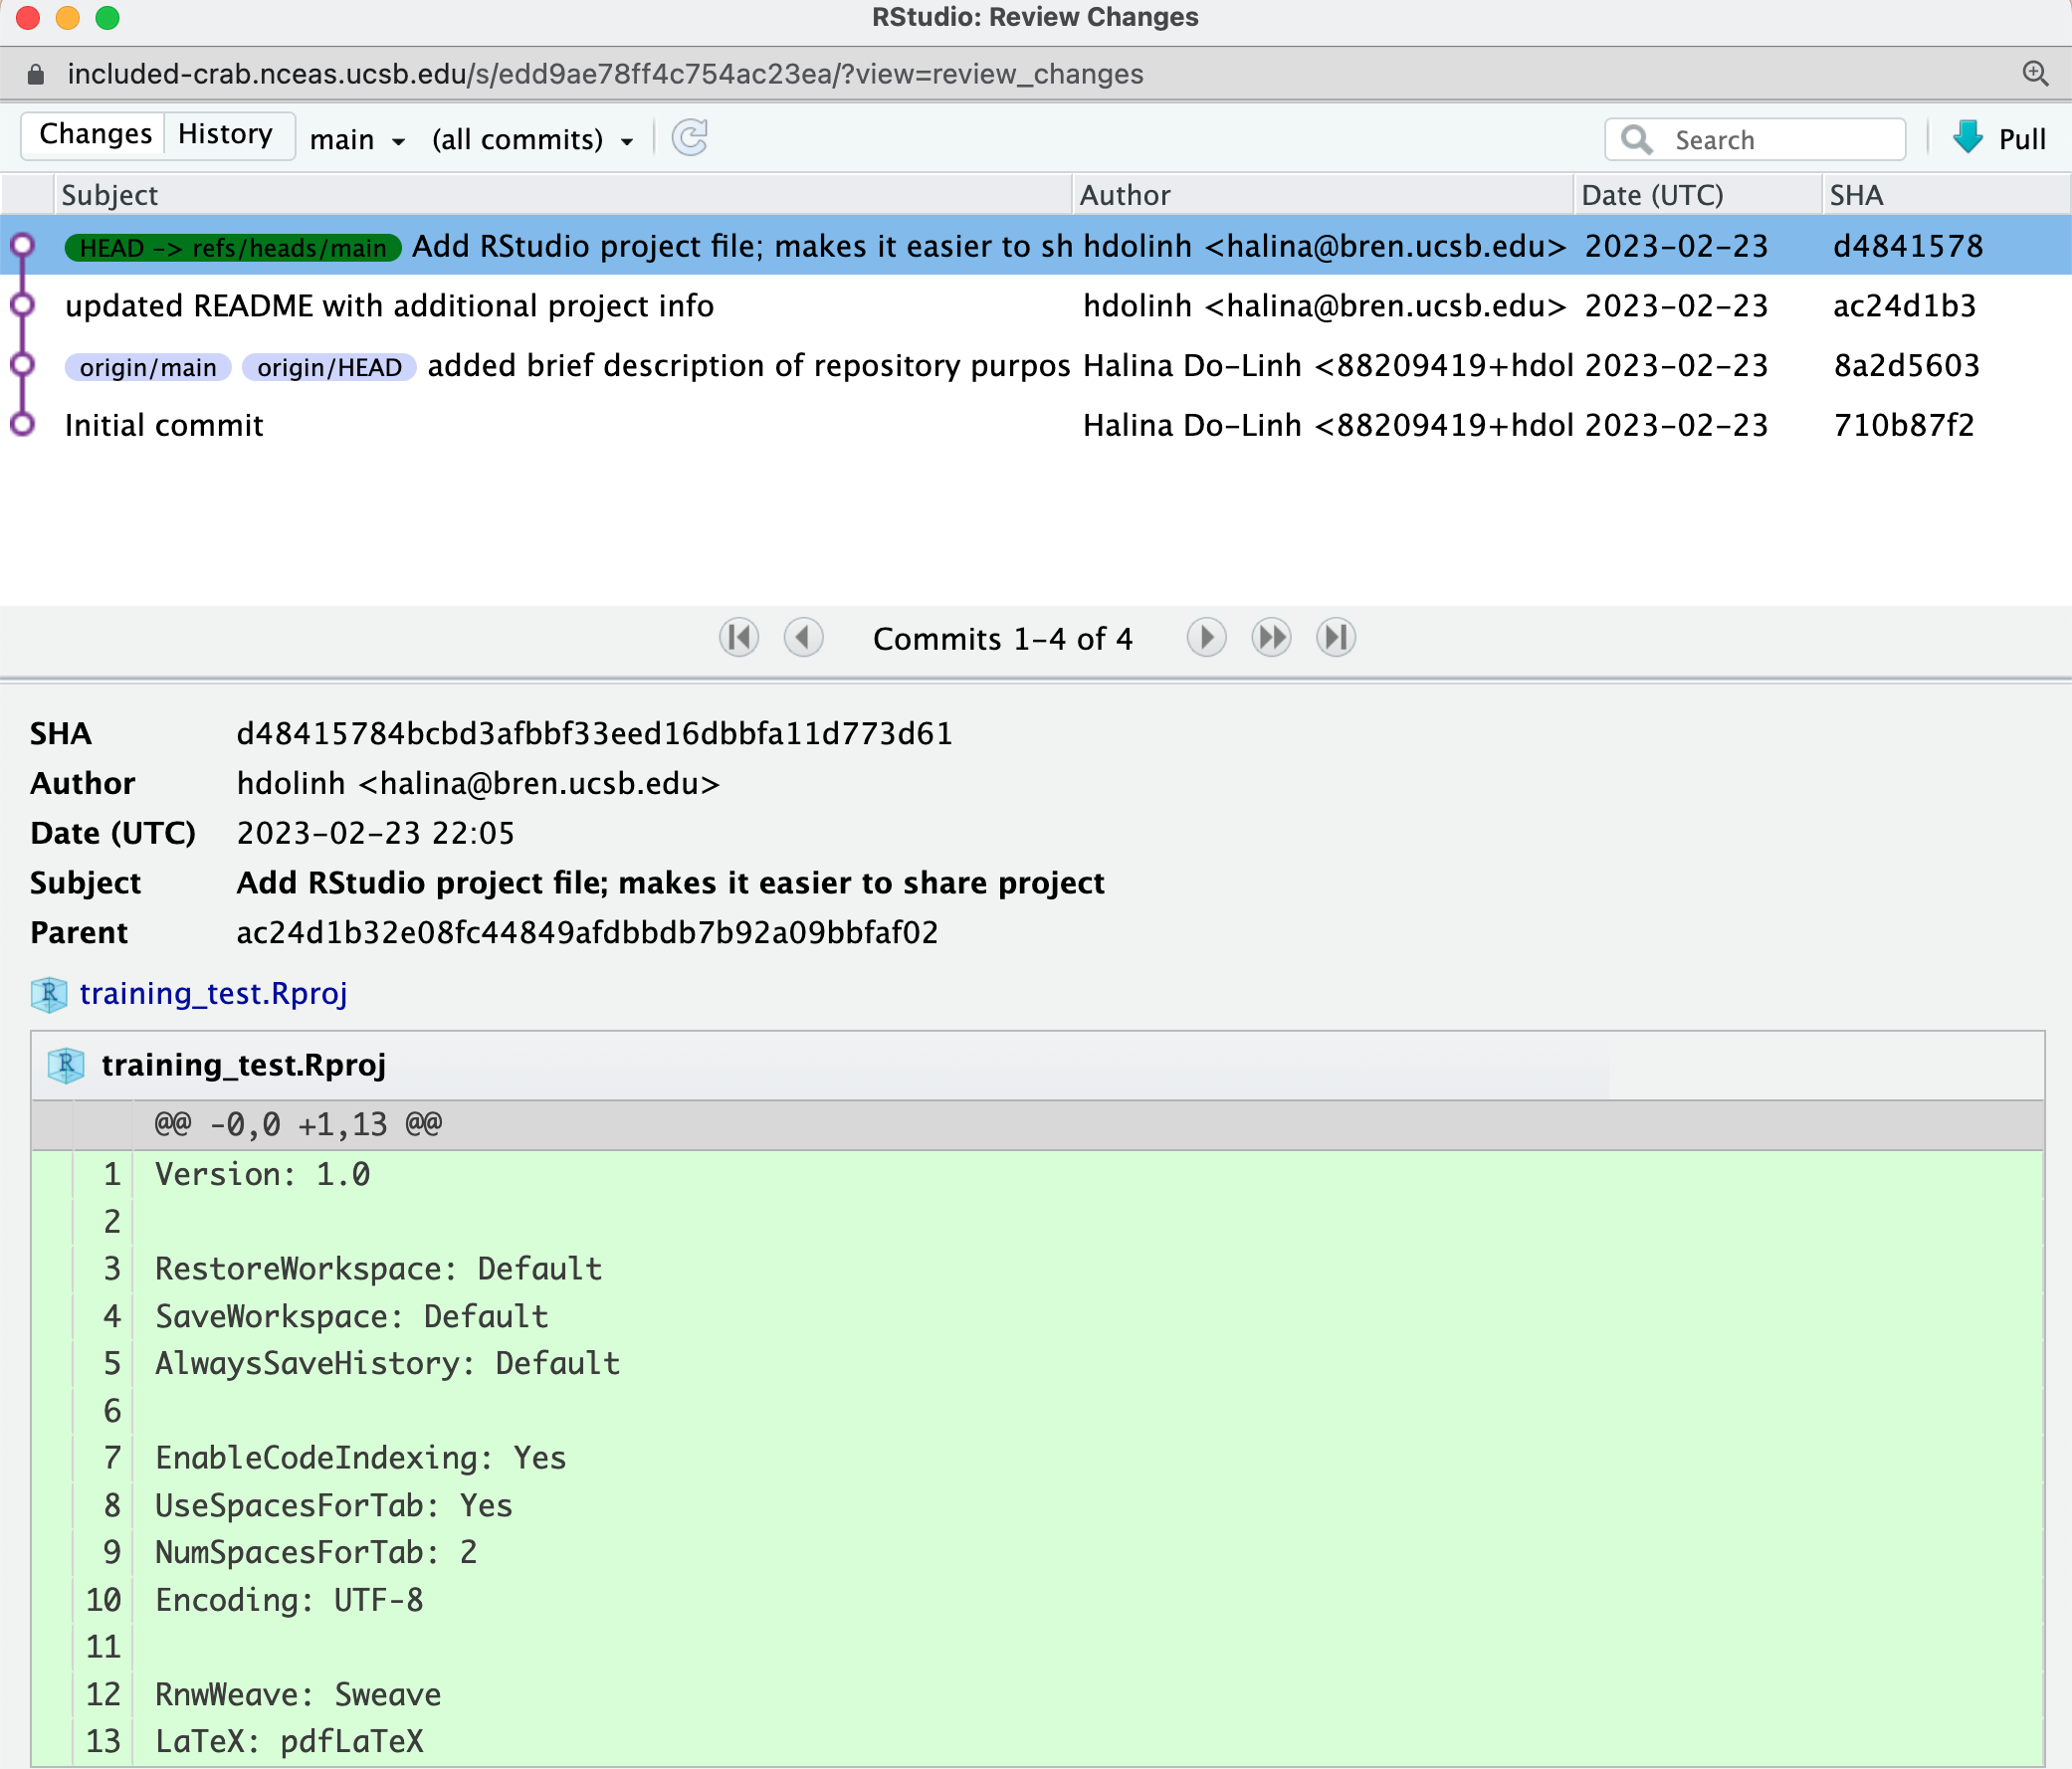 RStudio: Review Changes
included-crab.nceas.ucsb.edu/s/edd9ae78ff4c754ac23ea/?view=review_changes
Changes History main (all commits) Search Pull
Subject Author Date (UTC) SHA
HEAD -> refs/heads/main Add RStudio project file; makes it easier to sh hdolinh <halina@bren.ucsb.edu> 2023-02-23 d4841578
updated README with additional project info hdolinh <halina@bren.ucsb.edu> 2023-02-23 ac24d1b3
origin/main origin/HEAD added brief description of repository purpos Halina Do-Linh <88209419+hdol 2023-02-23 8a2d5603
Initial commit Halina Do-Linh <88209419+hdol 2023-02-23 710b87f2
Commits 1-4 of 4
SHA d48415784bcbd3afbbf33eed16dbbfa11d773d61
Author hdolinh <halina@bren.ucsb.edu>
Date (UTC) 2023-02-23 22:05
Subject Add RStudio project file; makes it easier to share project
Parent ac24d1b32e08fc44849afdbbdb7b92a09bbfaf02
training_test.Rproj
training_test.Rproj
@@ -0,0 +1,13 @@
1 Version: 1.0
2
3 RestoreWorkspace: Default
4 SaveWorkspace: Default
5 AlwaysSaveHistory: Default
6
7 EnableCodeIndexing: Yes
8 UseSpacesForTab: Yes
9 NumSpacesForTab: 2
10 Encoding: UTF-8
11
12 RnwWeave: Sweave
13 LaTeX: pdfLaTeX